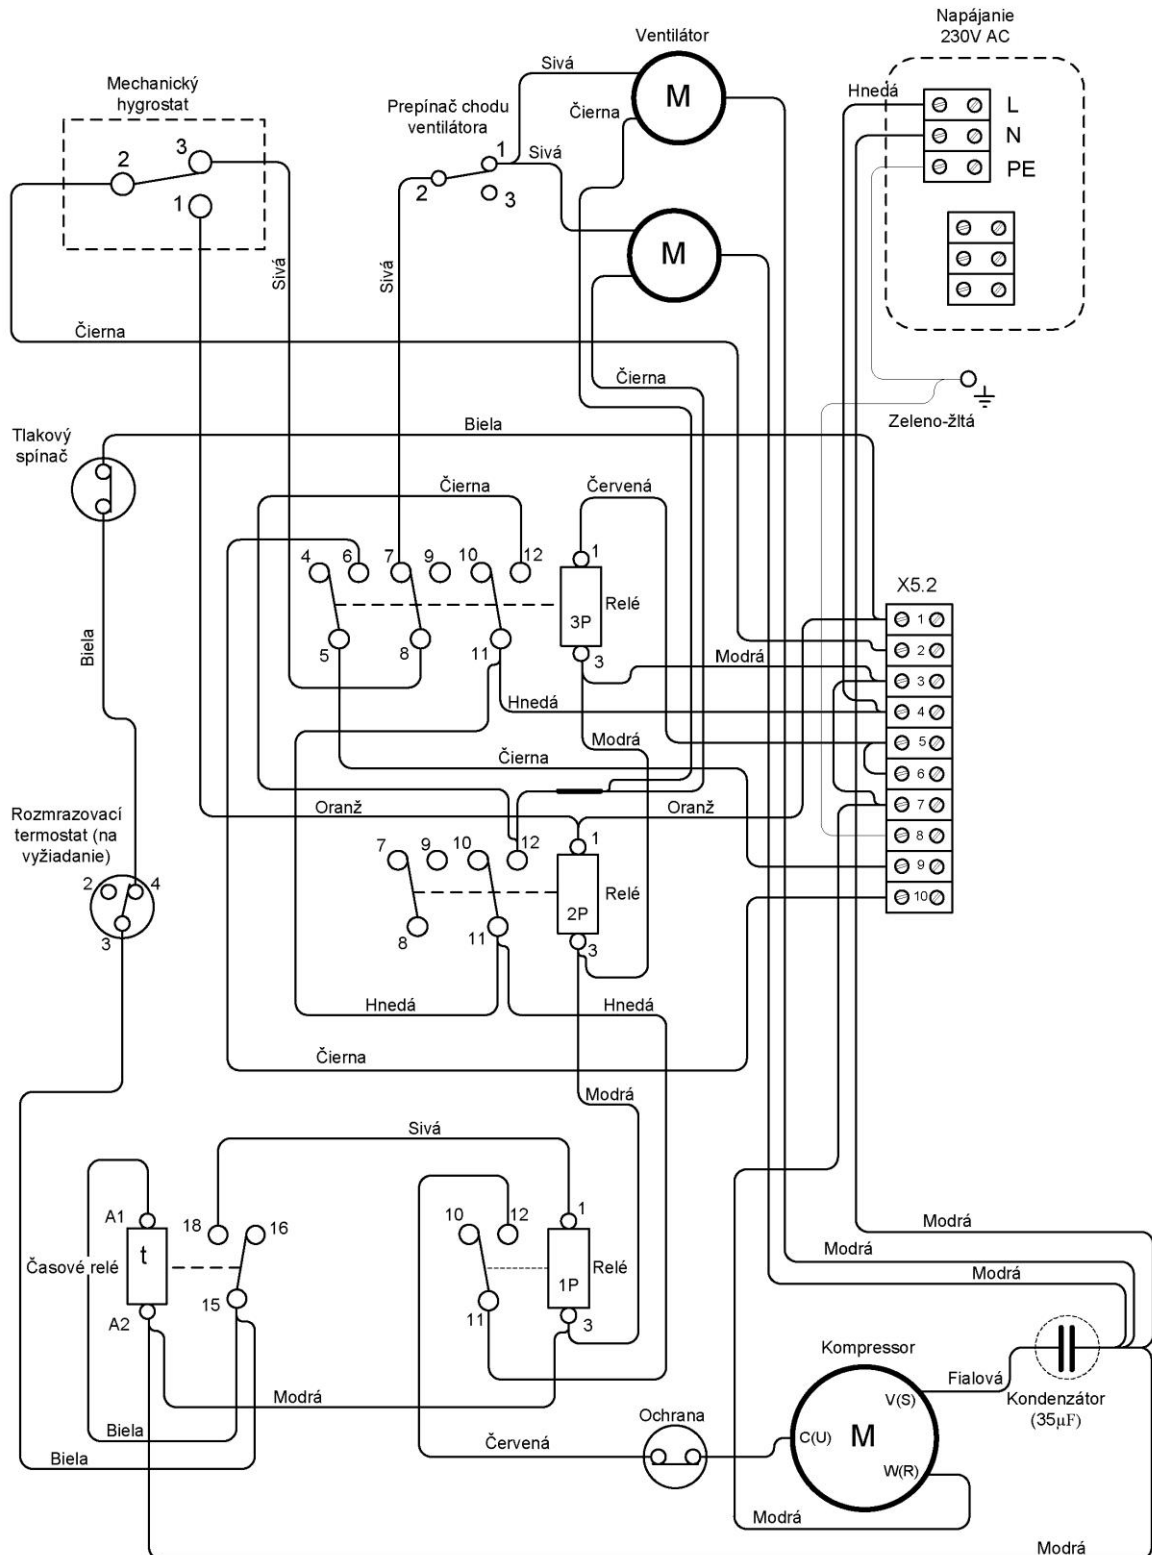 Napájanie
230V AC
Ventilátor
Sivá
Hnedá
Mechanický
hygrostat
M
L
Prepínač chodu
ventilátora
Čierna
N
1
3
Sivá
2
2
3
PE
1
M
Sivá
Sivá
Čierna
Čierna
Zeleno-žltá
Biela
Tlakový
spínač
Čierna
Červená
4
6
7
9
10
12
1
X5.2
Relé
3P
1
Biela
5
8
11
3
2
Modrá
3
Hnedá
4
Modrá
5
Čierna
6
Oranž
Oranž
7
Rozmrazovací
termostat (na
vyžiadanie)
7
9
10
12
1
8
9
2
4
Relé
2P
10
3
8
11
3
Hnedá
Hnedá
Čierna
Modrá
Sivá
A1
18
16
10
12
1
Modrá
Modrá
Modrá
t
Časové relé
Relé
1P
15
A2
11
3
Kompressor
Modrá
Fialová
Kondenzátor
(35µF)
V(S)
Ochrana
Biela
Červená
C(U)
M
Biela
W(R)
Modrá
Modrá